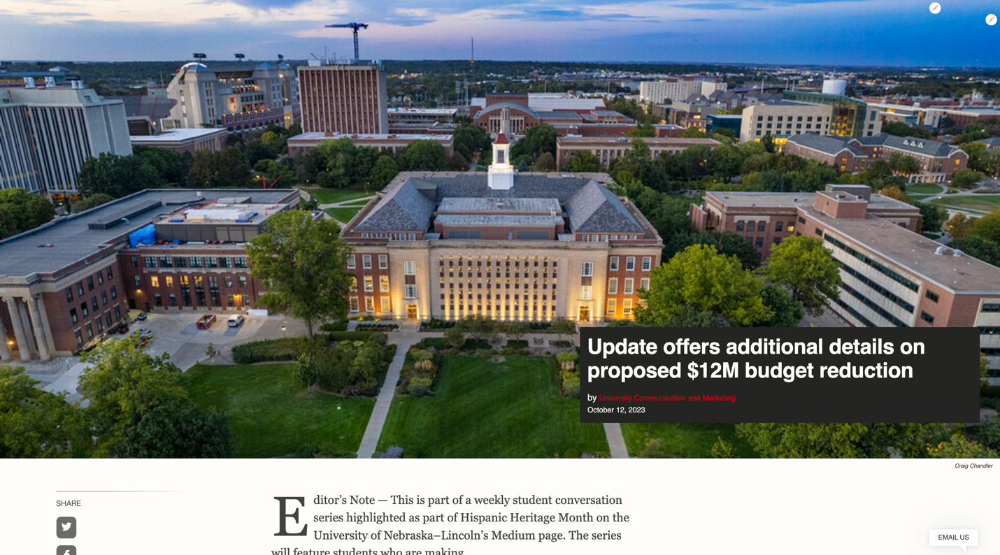 N
Update offers additional details on
proposed $12M budget reduction
by University Communication and Marketing
October 12, 2023
Craig Chandler
SHARE
Editor's Note — This is part of a weekly student conversation
series highlighted as part of Hispanic Heritage Month on the
University of Nebraska–Lincoln's Medium page. The series
will feature students who are making
EMAIL US